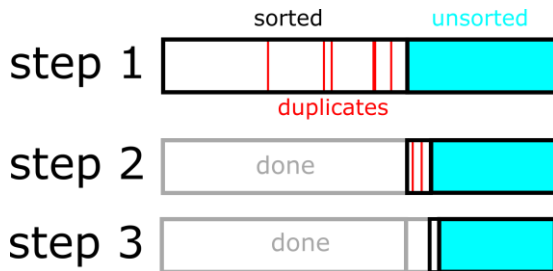 sorted unsorted
step 1
duplicates
step 2 done
step 3 done